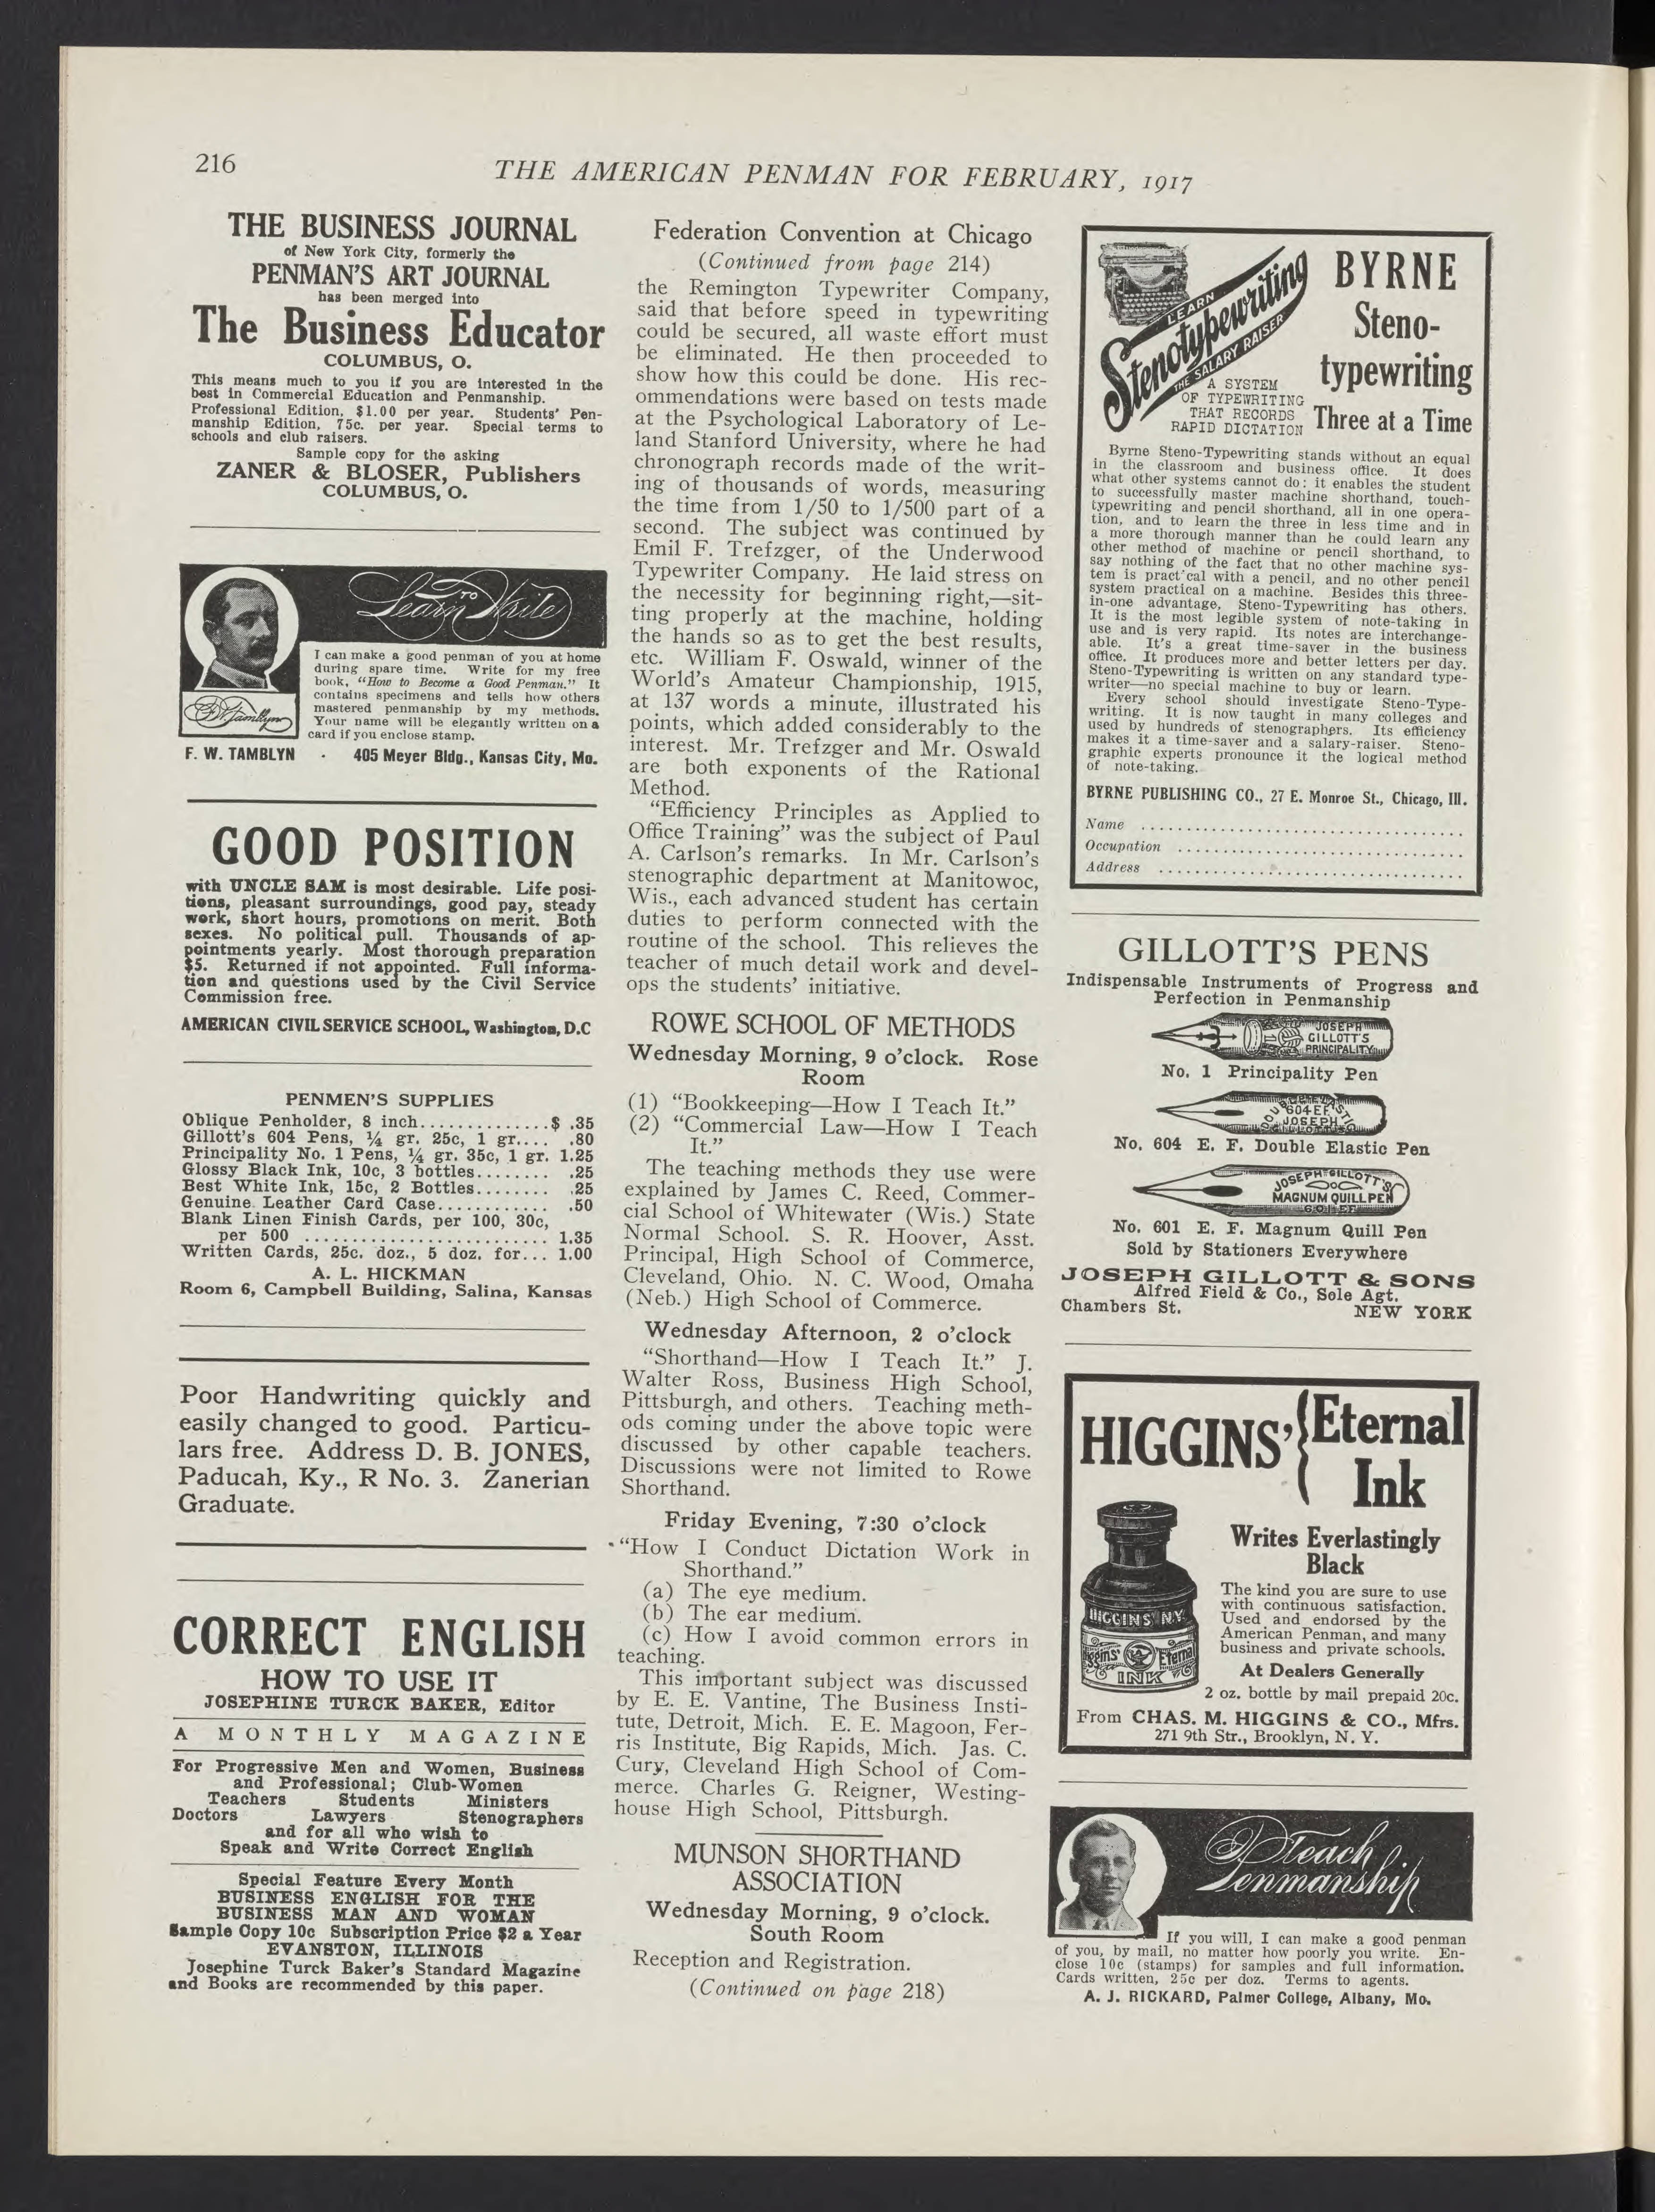 216
THE AMERICAN PENMAN FOR FEBRUARY, 1917
THE BUSINESS JOURNAL
of New York City, formerly the
PENMAN'S ART JOURNAL
has been merged into
The Business Educator
COLUMBUS, O.
This means much to you if you are interested in the
best in Commercial Education and Penmanship.
Professional Edition, $1.00 per year. Students' Pen-
manship Edition, 75c. per year. Special terms to
schools and club raisers.
Sample copy for the asking
ZANER & BLOSER, Publishers
COLUMBUS, O.
Learn TO Write
I can make a good penman of you at home
during spare time. Write for my free
book, "How to Become a Good Penman." It
contains specimens and tells how others
mastered penmanship by my methods.
Your name will be elegantly written on a
card if you enclose stamp.
F. W. Tamblyn
F. W. TAMBLYN - 405 Meyer Bldg., Kansas City, Mo.
GOOD POSITION
with UNCLE SAM is most desirable. Life posi-
tions, pleasant surroundings, good pay, steady
work, short hours, promotions on merit. Both
sexes. No political pull. Thousands of ap-
pointments yearly. Most thorough preparation
$5. Returned if not appointed. Full informa-
tion and questions used by the Civil Service
Commission free.
AMERICAN CIVIL SERVICE SCHOOL, Washington, D.C
PENMEN'S SUPPLIES
Oblique Penholder, 8 inch..............$ .35
Gillott's 604 Pens, ¼ gr. 25c, 1 gr.... .80
Principality No. 1 Pens, ¼ gr. 35c, 1 gr. 1.25
Glossy Black Ink, 10c, 3 bottles........ .25
Best White Ink, 15c, 2 Bottles........ .25
Genuine Leather Card Case............ .50
Blank Linen Finish Cards, per 100, 30c,
per 500 .......................... 1.35
Written Cards, 25c. doz., 5 doz. for... 1.00
A. L. HICKMAN
Room 6, Campbell Building, Salina, Kansas
Poor Handwriting quickly and
easily changed to good. Particu-
lars free. Address D. B. JONES,
Paducah, Ky., R No. 3. Zanerian
Graduate.
CORRECT ENGLISH
HOW TO USE IT
JOSEPHINE TURCK BAKER, Editor
A MONTHLY MAGAZINE
For Progressive Men and Women, Business
and Professional; Club-Women
Teachers Students Ministers
Doctors Lawyers Stenographers
and for all who wish to
Speak and Write Correct English
Special Feature Every Month
BUSINESS ENGLISH FOR THE
BUSINESS MAN AND WOMAN
Sample Copy 10c Subscription Price $2 a Year
EVANSTON, ILLINOIS
Josephine Turck Baker's Standard Magazine
and Books are recommended by this paper.
Federation Convention at Chicago
(Continued from page 214)
the Remington Typewriter Company,
said that before speed in typewriting
could be secured, all waste effort must
be eliminated. He then proceeded to
show how this could be done. His rec-
ommendations were based on tests made
at the Psychological Laboratory of Le-
land Stanford University, where he had
chronograph records made of the writ-
ing of thousands of words, measuring
the time from 1/50 to 1/500 part of a
second. The subject was continued by
Emil F. Trefzger, of the Underwood
Typewriter Company. He laid stress on
the necessity for beginning right,—sit-
ting properly at the machine, holding
the hands so as to get the best results,
etc. William F. Oswald, winner of the
World's Amateur Championship, 1915,
at 137 words a minute, illustrated his
points, which added considerably to the
interest. Mr. Trefzger and Mr. Oswald
are both exponents of the Rational
Method.
"Efficiency Principles as Applied to
Office Training" was the subject of Paul
A. Carlson's remarks. In Mr. Carlson's
stenographic department at Manitowoc,
Wis., each advanced student has certain
duties to perform connected with the
routine of the school. This relieves the
teacher of much detail work and devel-
ops the students' initiative.
ROWE SCHOOL OF METHODS
Wednesday Morning, 9 o'clock. Rose
Room
(1) "Bookkeeping—How I Teach It."
(2) "Commercial Law—How I Teach
It."
The teaching methods they use were
explained by James C. Reed, Commer-
cial School of Whitewater (Wis.) State
Normal School. S. R. Hoover, Asst.
Principal, High School of Commerce,
Cleveland, Ohio. N. C. Wood, Omaha
(Neb.) High School of Commerce.
Wednesday Afternoon, 2 o'clock
"Shorthand—How I Teach It." J.
Walter Ross, Business High School,
Pittsburgh, and others. Teaching meth-
ods coming under the above topic were
discussed by other capable teachers.
Discussions were not limited to Rowe
Shorthand.
Friday Evening, 7:30 o'clock
"How I Conduct Dictation Work in
Shorthand."
(a) The eye medium.
(b) The ear medium.
(c) How I avoid common errors in
teaching.
This important subject was discussed
by E. E. Vantine, The Business Insti-
tute, Detroit, Mich. E. E. Magoon, Fer-
ris Institute, Big Rapids, Mich. Jas. C.
Cury, Cleveland High School of Com-
merce. Charles G. Reigner, Westing-
house High School, Pittsburgh.
MUNSON SHORTHAND
ASSOCIATION
Wednesday Morning, 9 o'clock.
South Room
Reception and Registration.
(Continued on page 218)
LEARN
Stenotypewriting
THE SALARY RAISER
A SYSTEM
OF TYPEWRITING
THAT RECORDS
RAPID DICTATION
BYRNE
Steno-
typewriting
Three at a Time
Byrne Steno-Typewriting stands without an equal
in the classroom and business office. It does
what other systems cannot do: it enables the student
to successfully master machine shorthand, touch-
typewriting and pencil shorthand, all in one opera-
tion, and to learn the three in less time and in
a more thorough manner than he could learn any
other method of machine or pencil shorthand, to
say nothing of the fact that no other machine sys-
tem is pract'cal with a pencil, and no other pencil
system practical on a machine. Besides this three-
in-one advantage, Steno-Typewriting has others.
It is the most legible system of note-taking in
use and is very rapid. Its notes are interchange-
able. It's a great time-saver in the business
office. It produces more and better letters per day.
Steno-Typewriting is written on any standard type-
writer—no special machine to buy or learn.
Every school should investigate Steno-Type-
writing. It is now taught in many colleges and
used by hundreds of stenographers. Its efficiency
makes it a time-saver and a salary-raiser. Steno-
graphic experts pronounce it the logical method
of note-taking.
BYRNE PUBLISHING CO., 27 E. Monroe St., Chicago, Ill.
Name ....................................
Occupation ................................
Address ..................................
GILLOTT'S PENS
Indispensable Instruments of Progress and
Perfection in Penmanship
JOSEPH
GILLOTT'S
PRINCIPALITY
No. 1 Principality Pen
604 E.F.
JOSEPH
No. 604 E. F. Double Elastic Pen
JOSEPH GILLOTT'S
MAGNUM QUILL PEN
601 E F
No. 601 E. F. Magnum Quill Pen
Sold by Stationers Everywhere
JOSEPH GILLOTT & SONS
Alfred Field & Co., Sole Agt.
Chambers St. NEW YORK
HIGGINS' Eternal
Ink
Writes Everlastingly
Black
The kind you are sure to use
with continuous satisfaction.
Used and endorsed by the
American Penman, and many
business and private schools.
HIGGINS' N.Y.
Higgins' Eternal
INK
At Dealers Generally
2 oz. bottle by mail prepaid 20c.
From CHAS. M. HIGGINS & CO., Mfrs.
271 9th Str., Brooklyn, N. Y.
I Teach
Penmanship
If you will, I can make a good penman
of you, by mail, no matter how poorly you write. En-
close 10c (stamps) for samples and full information.
Cards written, 25c per doz. Terms to agents.
A. J. RICKARD, Palmer College, Albany, Mo.